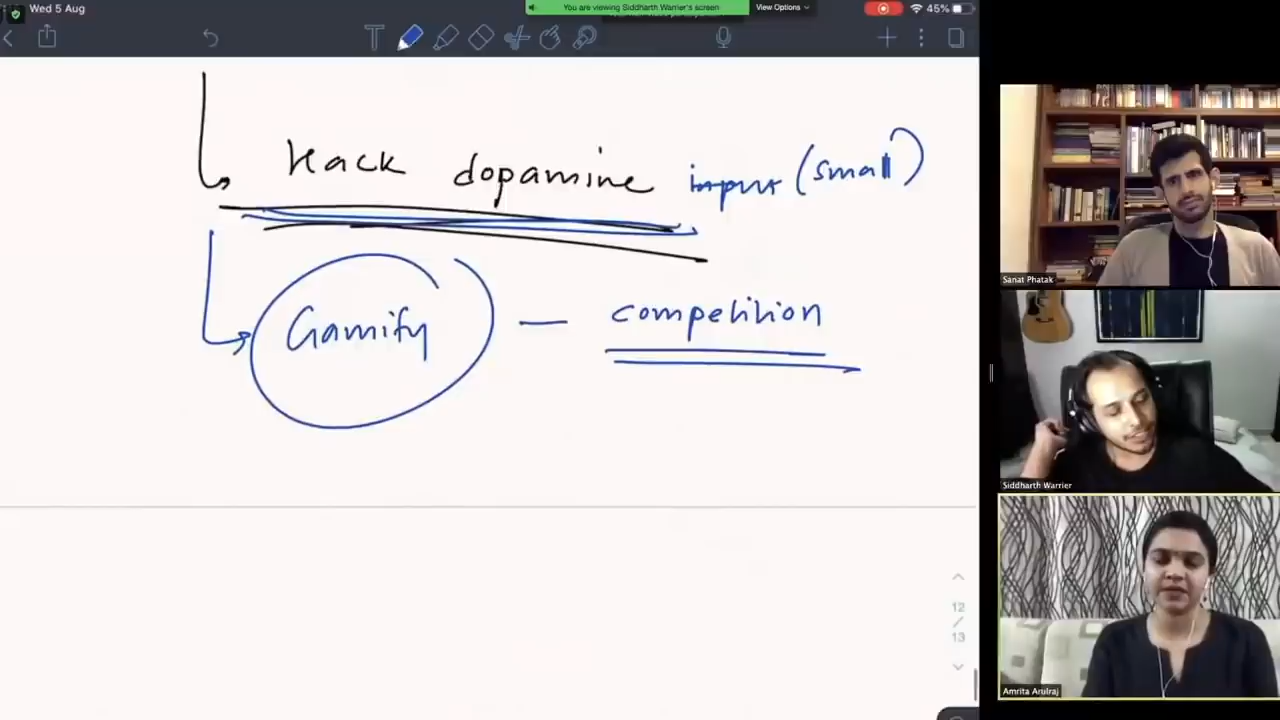 Wed 5 Aug
You are viewing Siddharth Warrier's screen
View Options
45%
Hack dopamine input (small)
Gamify — competition
12
/
13
Sanat Phatak
Siddharth Warrier
Amrita Arulraj